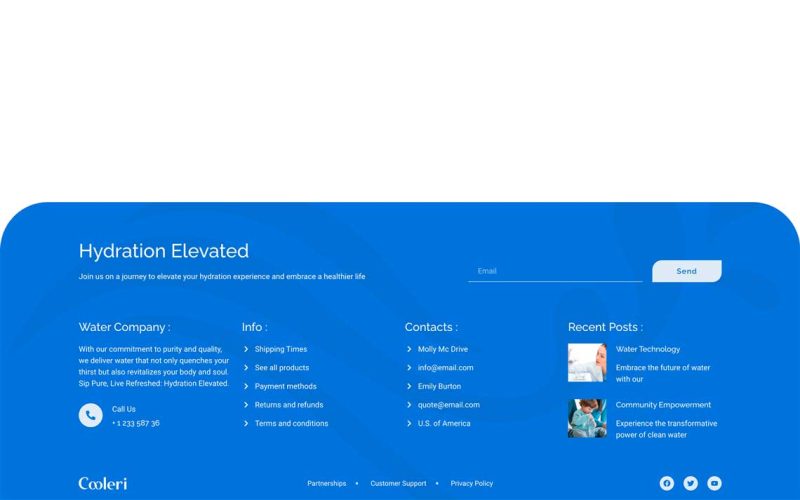 Hydration Elevated
Join us on a journey to elevate your hydration experience and embrace a healthier life
Email
Send
Water Company :
With our commitment to purity and quality,
we deliver water that not only quenches your
thirst but also revitalizes your body and soul.
Sip Pure, Live Refreshed: Hydration Elevated.
Call Us
+ 1 233 587 36
Info :
Shipping Times
See all products
Payment methods
Returns and refunds
Terms and conditions
Contacts :
Molly Mc Drive
info@email.com
Emily Burton
quote@email.com
U.S. of America
Recent Posts :
Water Technology
Embrace the future of water
with our
Community Empowerment
Experience the transformative
power of clean water
Cooleri
Partnerships • Customer Support • Privacy Policy